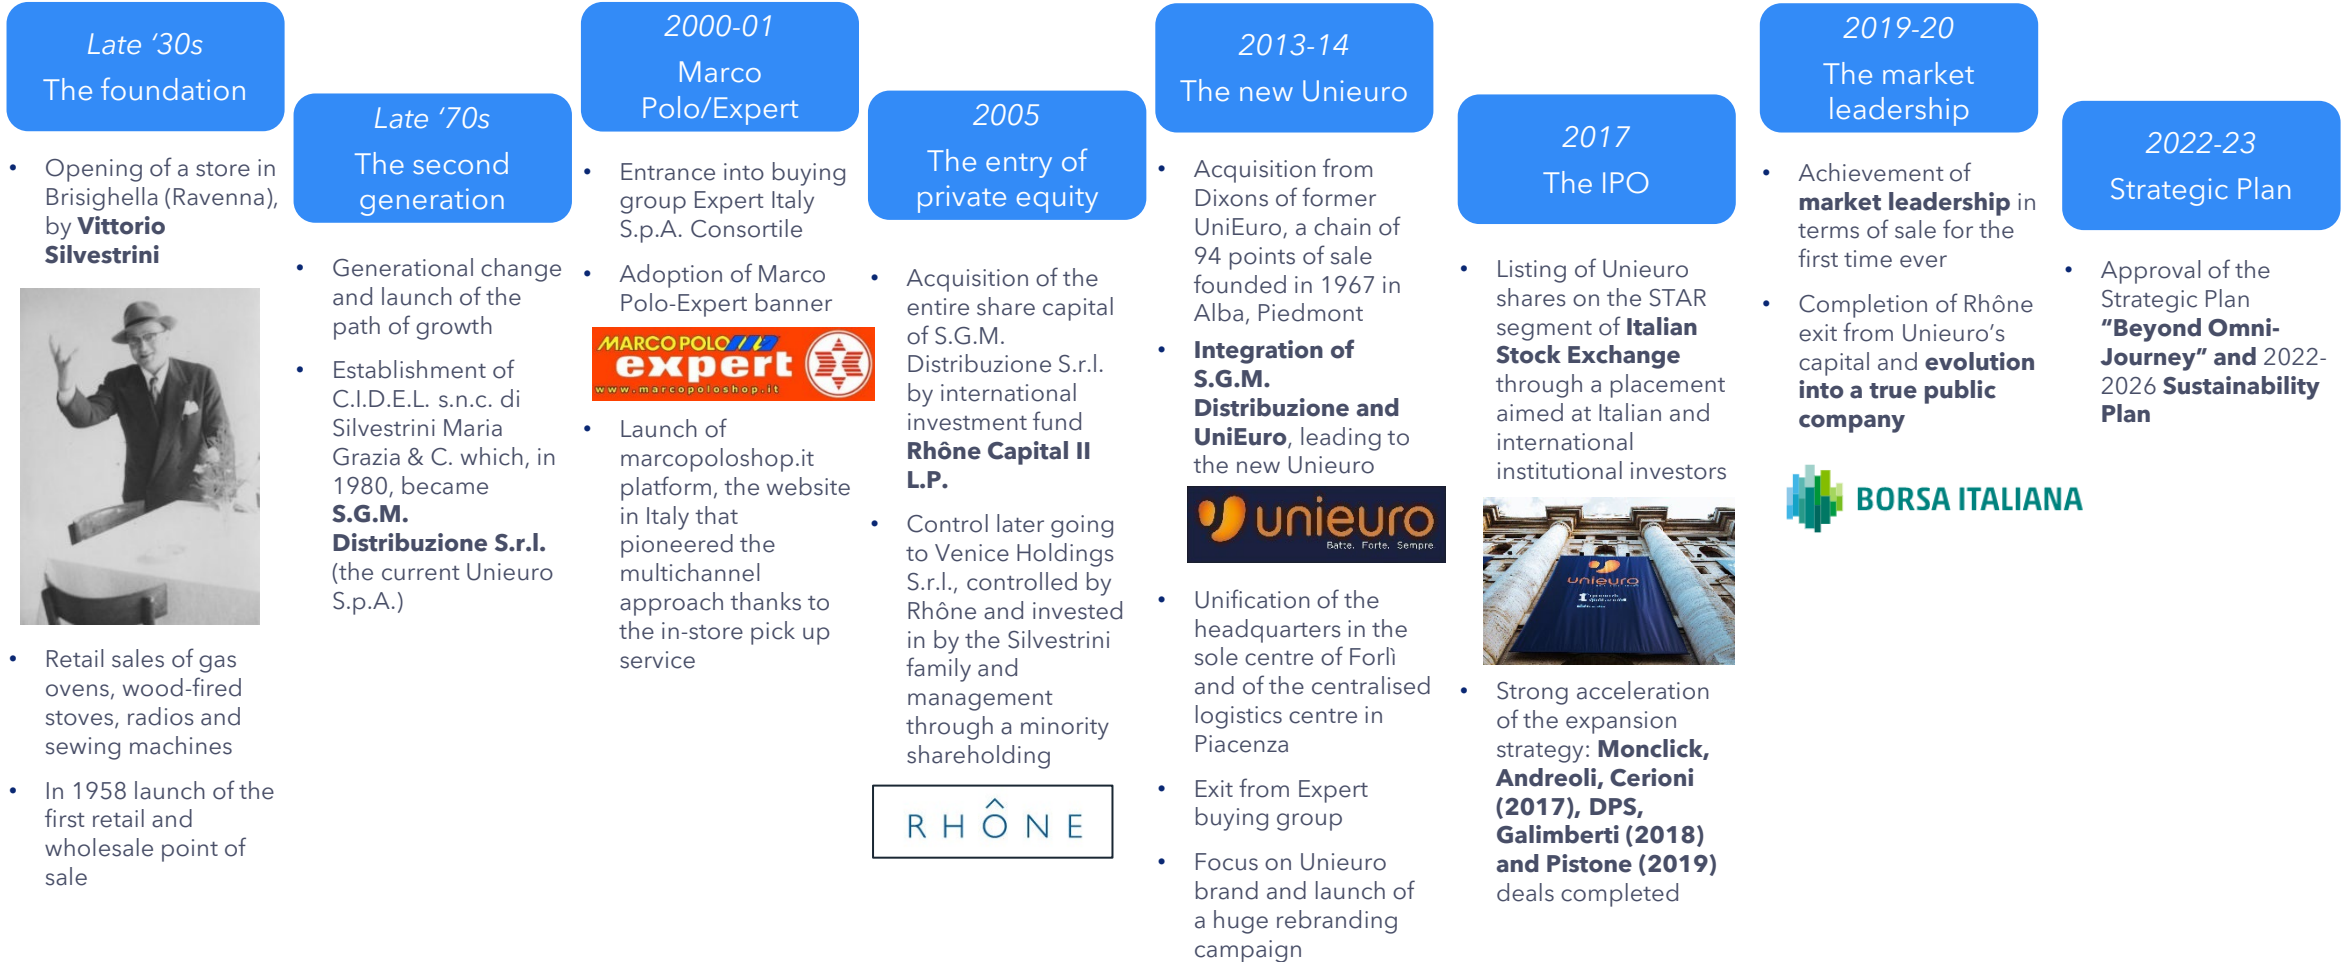 Late ‘30s
The foundation
• Opening of a store in
Brisighella (Ravenna),
by Vittorio
Silvestrini
• Retail sales of gas
ovens, wood-fired
stoves, radios and
sewing machines
• In 1958 launch of the
first retail and
wholesale point of
sale
Late ‘70s
The second
generation
• Generational change
and launch of the
path of growth
• Establishment of
C.I.D.E.L. s.n.c. di
Silvestrini Maria
Grazia & C. which, in
1980, became
S.G.M.
Distribuzione S.r.l.
(the current Unieuro
S.p.A.)
2000-01
Marco
Polo/Expert
• Entrance into buying
group Expert Italy
S.p.A. Consortile
• Adoption of Marco
Polo-Expert banner
MARCO POLO
expert
www.marcopoloshop.it
• Launch of
marcopoloshop.it
platform, the website
in Italy that
pioneered the
multichannel
approach thanks to
the in-store pick up
service
2005
The entry of
private equity
• Acquisition of the
entire share capital
of S.G.M.
Distribuzione S.r.l.
by international
investment fund
Rhône Capital II
L.P.
• Control later going
to Venice Holdings
S.r.l., controlled by
Rhône and invested
in by the Silvestrini
family and
management
through a minority
shareholding
RHÔNE
2013-14
The new Unieuro
• Acquisition from
Dixons of former
UniEuro, a chain of
94 points of sale
founded in 1967 in
Alba, Piedmont
• Integration of
S.G.M.
Distribuzione and
UniEuro, leading to
the new Unieuro
unieuro
Batte. Forte. Sempre.
• Unification of the
headquarters in the
sole centre of Forlì
and of the centralised
logistics centre in
Piacenza
• Exit from Expert
buying group
• Focus on Unieuro
brand and launch of
a huge rebranding
campaign
2017
The IPO
• Listing of Unieuro
shares on the STAR
segment of Italian
Stock Exchange
through a placement
aimed at Italian and
international
institutional investors
unieuro
• Strong acceleration
of the expansion
strategy: Monclick,
Andreoli, Cerioni
(2017), DPS,
Galimberti (2018)
and Pistone (2019)
deals completed
2019-20
The market
leadership
• Achievement of
market leadership in
terms of sale for the
first time ever
• Completion of Rhône
exit from Unieuro’s
capital and evolution
into a true public
company
BORSA ITALIANA
2022-23
Strategic Plan
• Approval of the
Strategic Plan
“Beyond Omni-
Journey” and 2022-
2026 Sustainability
Plan